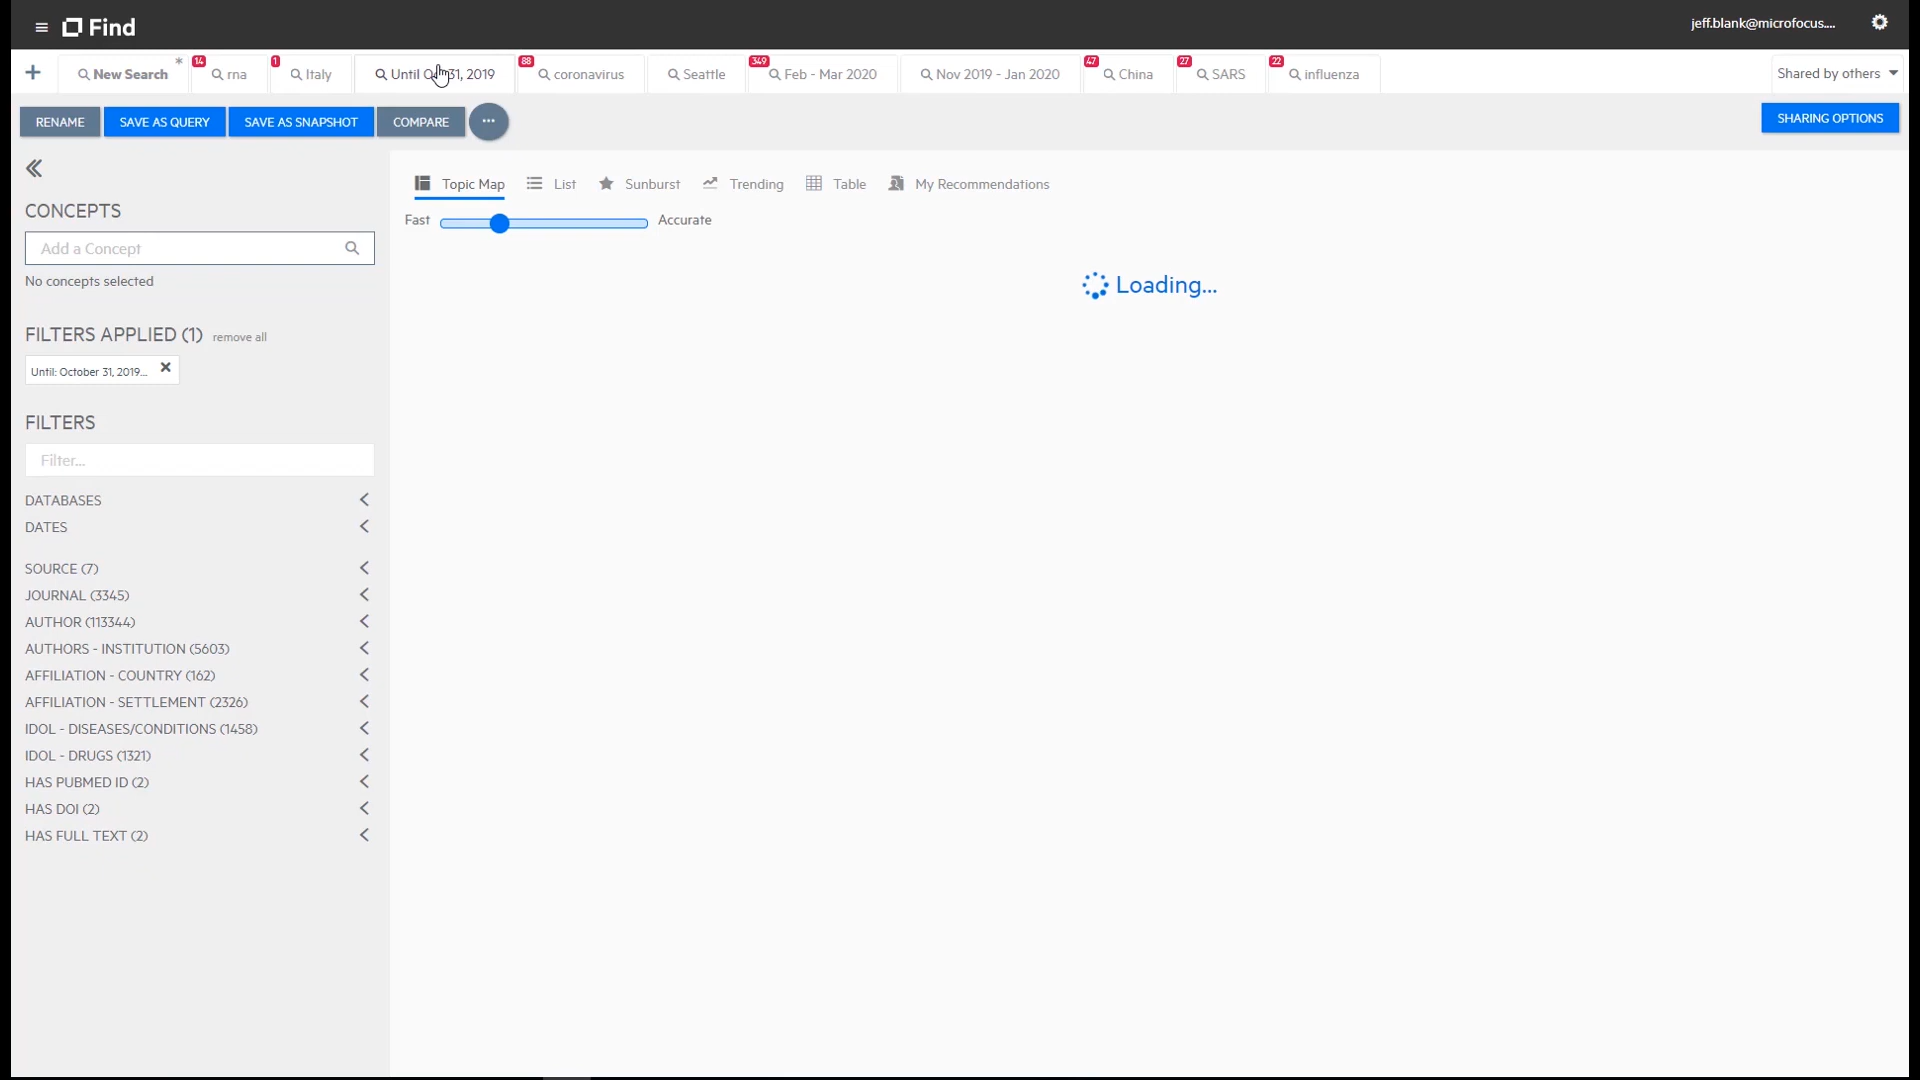 Find
jeff.blank@microfocus....
New Search *
14 rna
1 Italy
Until O 31, 2019
88 coronavirus
Seattle
349 Feb - Mar 2020
Nov 2019 - Jan 2020
47 China
27 SARS
22 influenza
Shared by others
RENAME
SAVE AS QUERY
SAVE AS SNAPSHOT
COMPARE
...
SHARING OPTIONS
Topic Map
List
Sunburst
Trending
Table
My Recommendations
Fast
Accurate
Loading...
CONCEPTS
Add a Concept
No concepts selected
FILTERS APPLIED (1) remove all
Until: October 31, 2019...
FILTERS
Filter...
DATABASES
DATES
SOURCE (7)
JOURNAL (3345)
AUTHOR (113344)
AUTHORS - INSTITUTION (5603)
AFFILIATION - COUNTRY (162)
AFFILIATION - SETTLEMENT (2326)
IDOL - DISEASES/CONDITIONS (1458)
IDOL - DRUGS (1321)
HAS PUBMED ID (2)
HAS DOI (2)
HAS FULL TEXT (2)